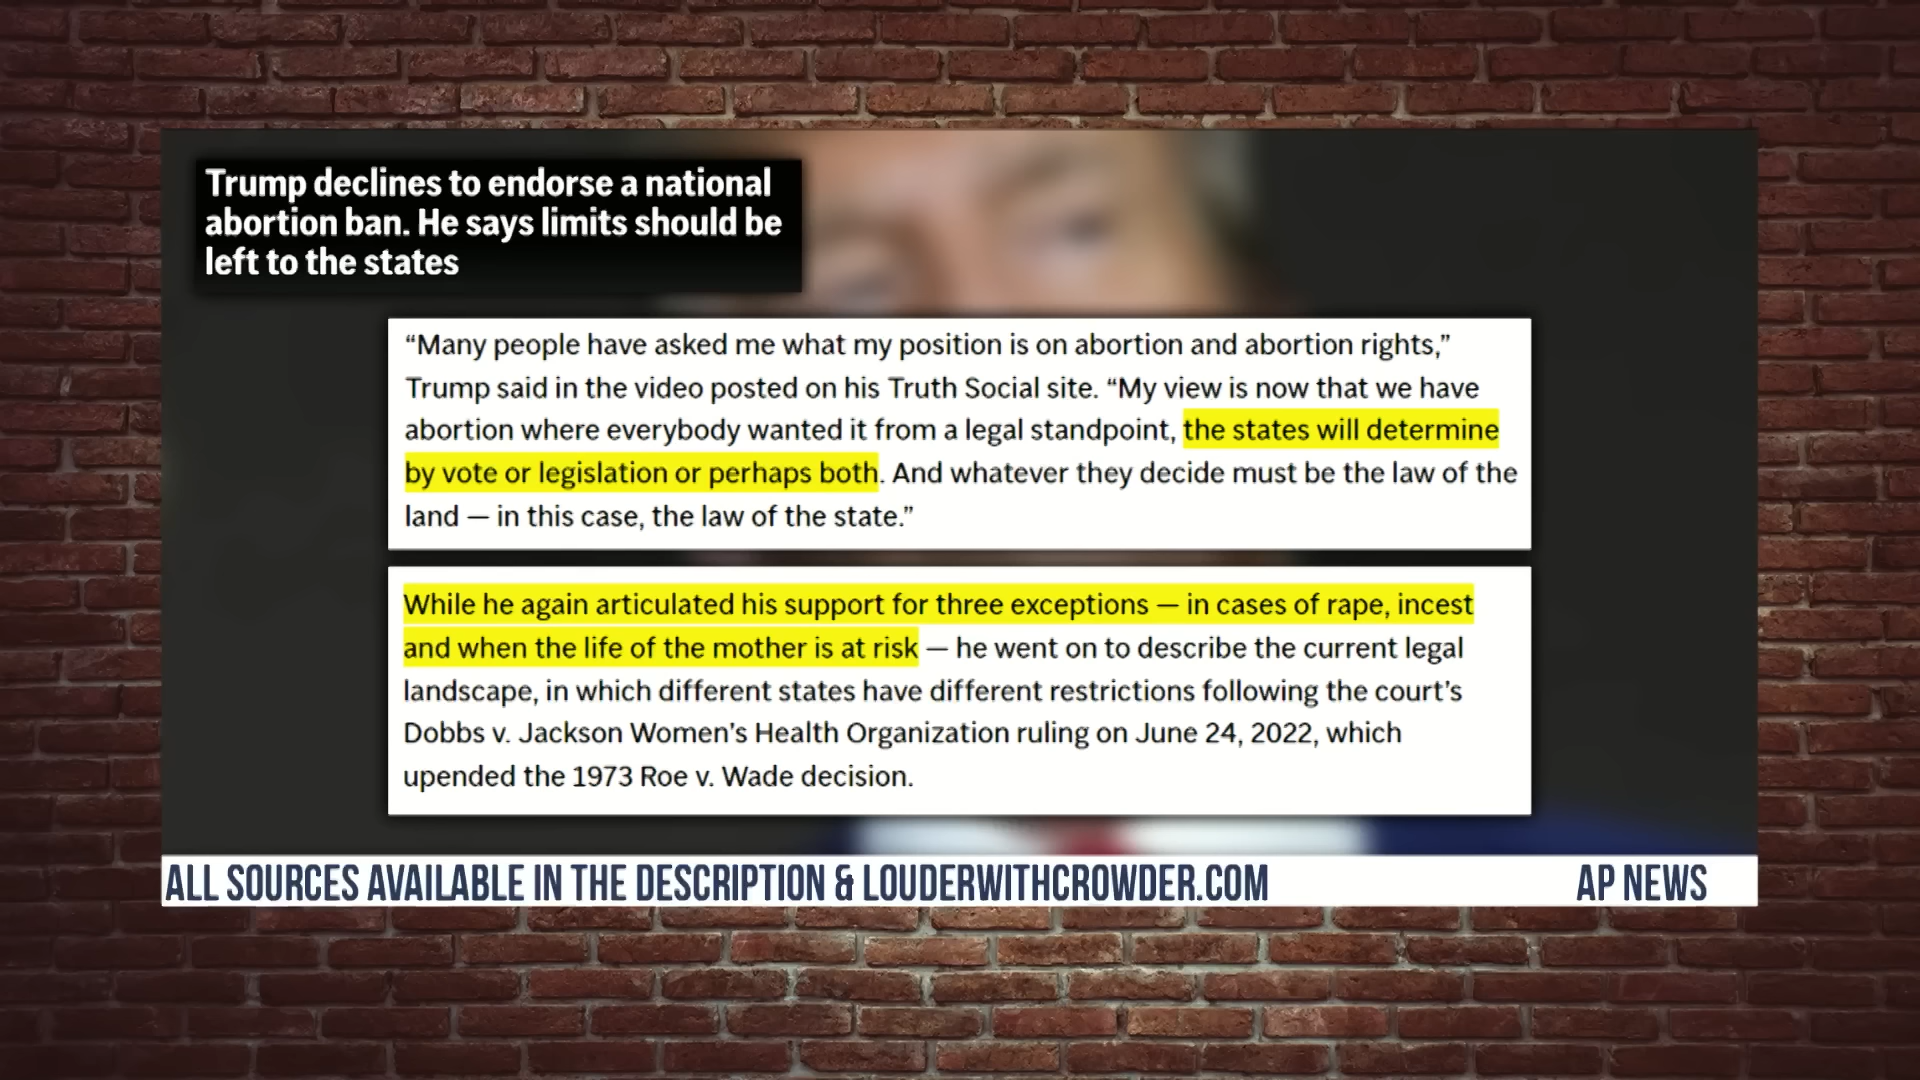 Trump declines to endorse a national
abortion ban. He says limits should be
left to the states
“Many people have asked me what my position is on abortion and abortion rights,”
Trump said in the video posted on his Truth Social site. “My view is now that we have
abortion where everybody wanted it from a legal standpoint, the states will determine
by vote or legislation or perhaps both. And whatever they decide must be the law of the
land — in this case, the law of the state.”
While he again articulated his support for three exceptions — in cases of rape, incest
and when the life of the mother is at risk — he went on to describe the current legal
landscape, in which different states have different restrictions following the court’s
Dobbs v. Jackson Women’s Health Organization ruling on June 24, 2022, which
upended the 1973 Roe v. Wade decision.
ALL SOURCES AVAILABLE IN THE DESCRIPTION & LOUDERWITHCROWDER.COM
AP NEWS